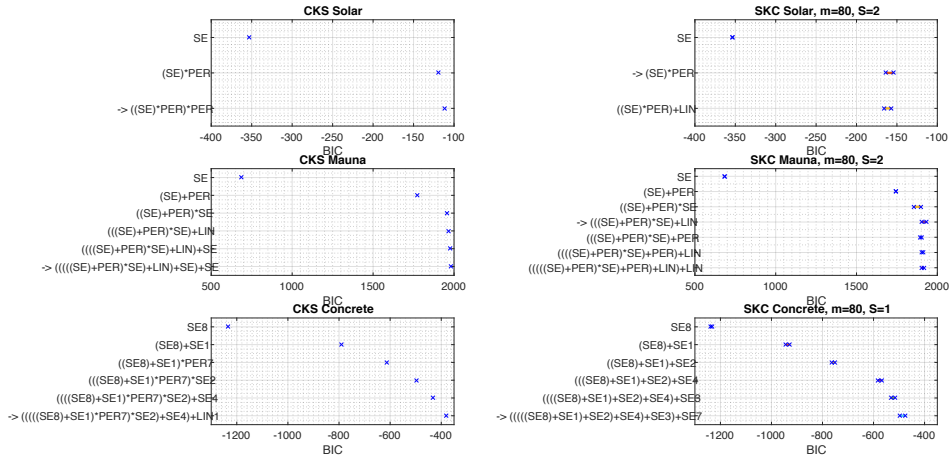 CKS Solar
SE
(SE)*PER
-> ((SE)*PER)*PER
-400 -350 -300 -250 -200 -150 -100
BIC
SKC Solar, m=80, S=2
SE
-> (SE)*PER
((SE)*PER)+LIN
-400 -350 -300 -250 -200 -150 -100
BIC
CKS Mauna
SE
(SE)+PER
((SE)+PER)*SE
(((SE)+PER)*SE)+LIN
((((SE)+PER)*SE)+LIN)+SE
-> (((((SE)+PER)*SE)+LIN)+SE)+SE
500 1000 1500 2000
BIC
SKC Mauna, m=80, S=2
SE
(SE)+PER
((SE)+PER)*SE
-> (((SE)+PER)*SE)+LIN
(((SE)+PER)*SE)+PER
((((SE)+PER)*SE)+PER)+LIN
(((((SE)+PER)*SE)+PER)+LIN)+LIN
500 1000 1500 2000
BIC
CKS Concrete
SE8
(SE8)+SE1
((SE8)+SE1)*PER7
(((SE8)+SE1)*PER7)*SE2
((((SE8)+SE1)*PER7)*SE2)+SE4
-> (((((SE8)+SE1)*PER7)*SE2)+SE4)+LIN1
-1200 -1000 -800 -600 -400
BIC
SKC Concrete, m=80, S=1
SE8
(SE8)+SE1
((SE8)+SE1)+SE2
(((SE8)+SE1)+SE2)+SE4
((((SE8)+SE1)+SE2)+SE4)+SE3
-> (((((SE8)+SE1)+SE2)+SE4)+SE3)+SE7
-1200 -1000 -800 -600 -400
BIC